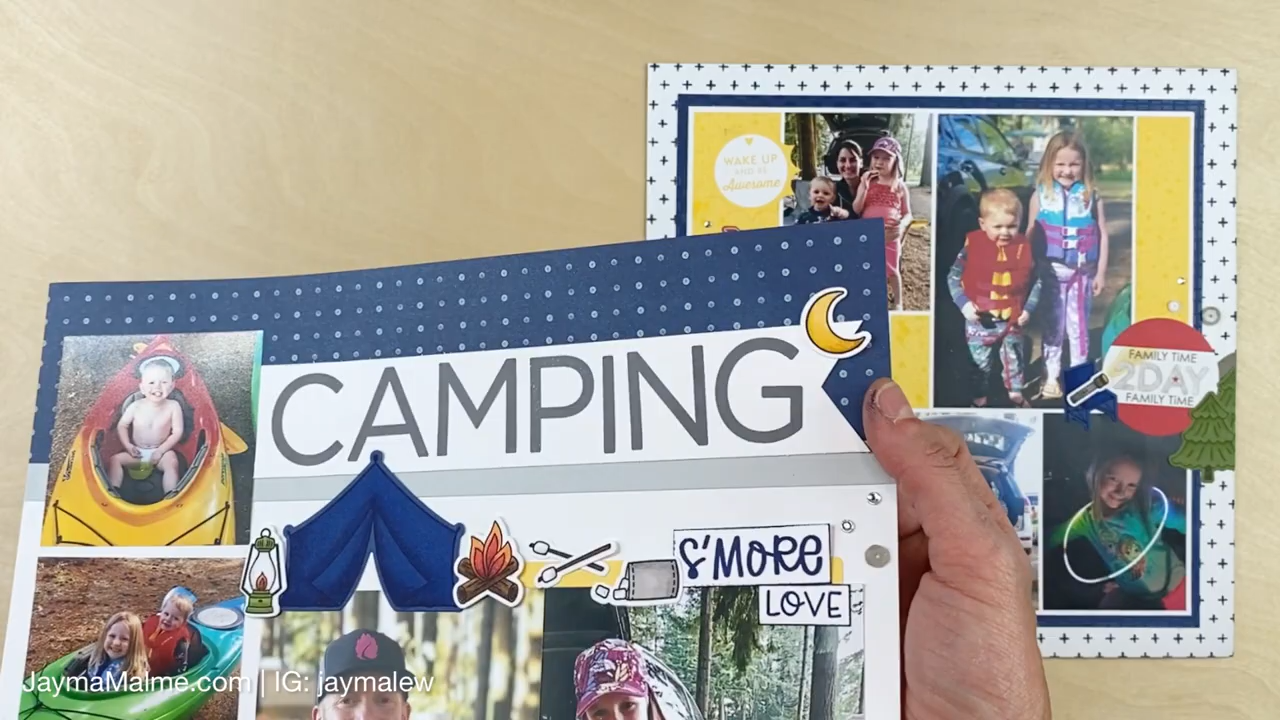 WAKE UP
AND BE
Awesome
FAMILY TIME
2DAY
FAMILY TIME
CAMPING
S'MORE
LOVE
JaymaMalme.com | IG: jaymalew